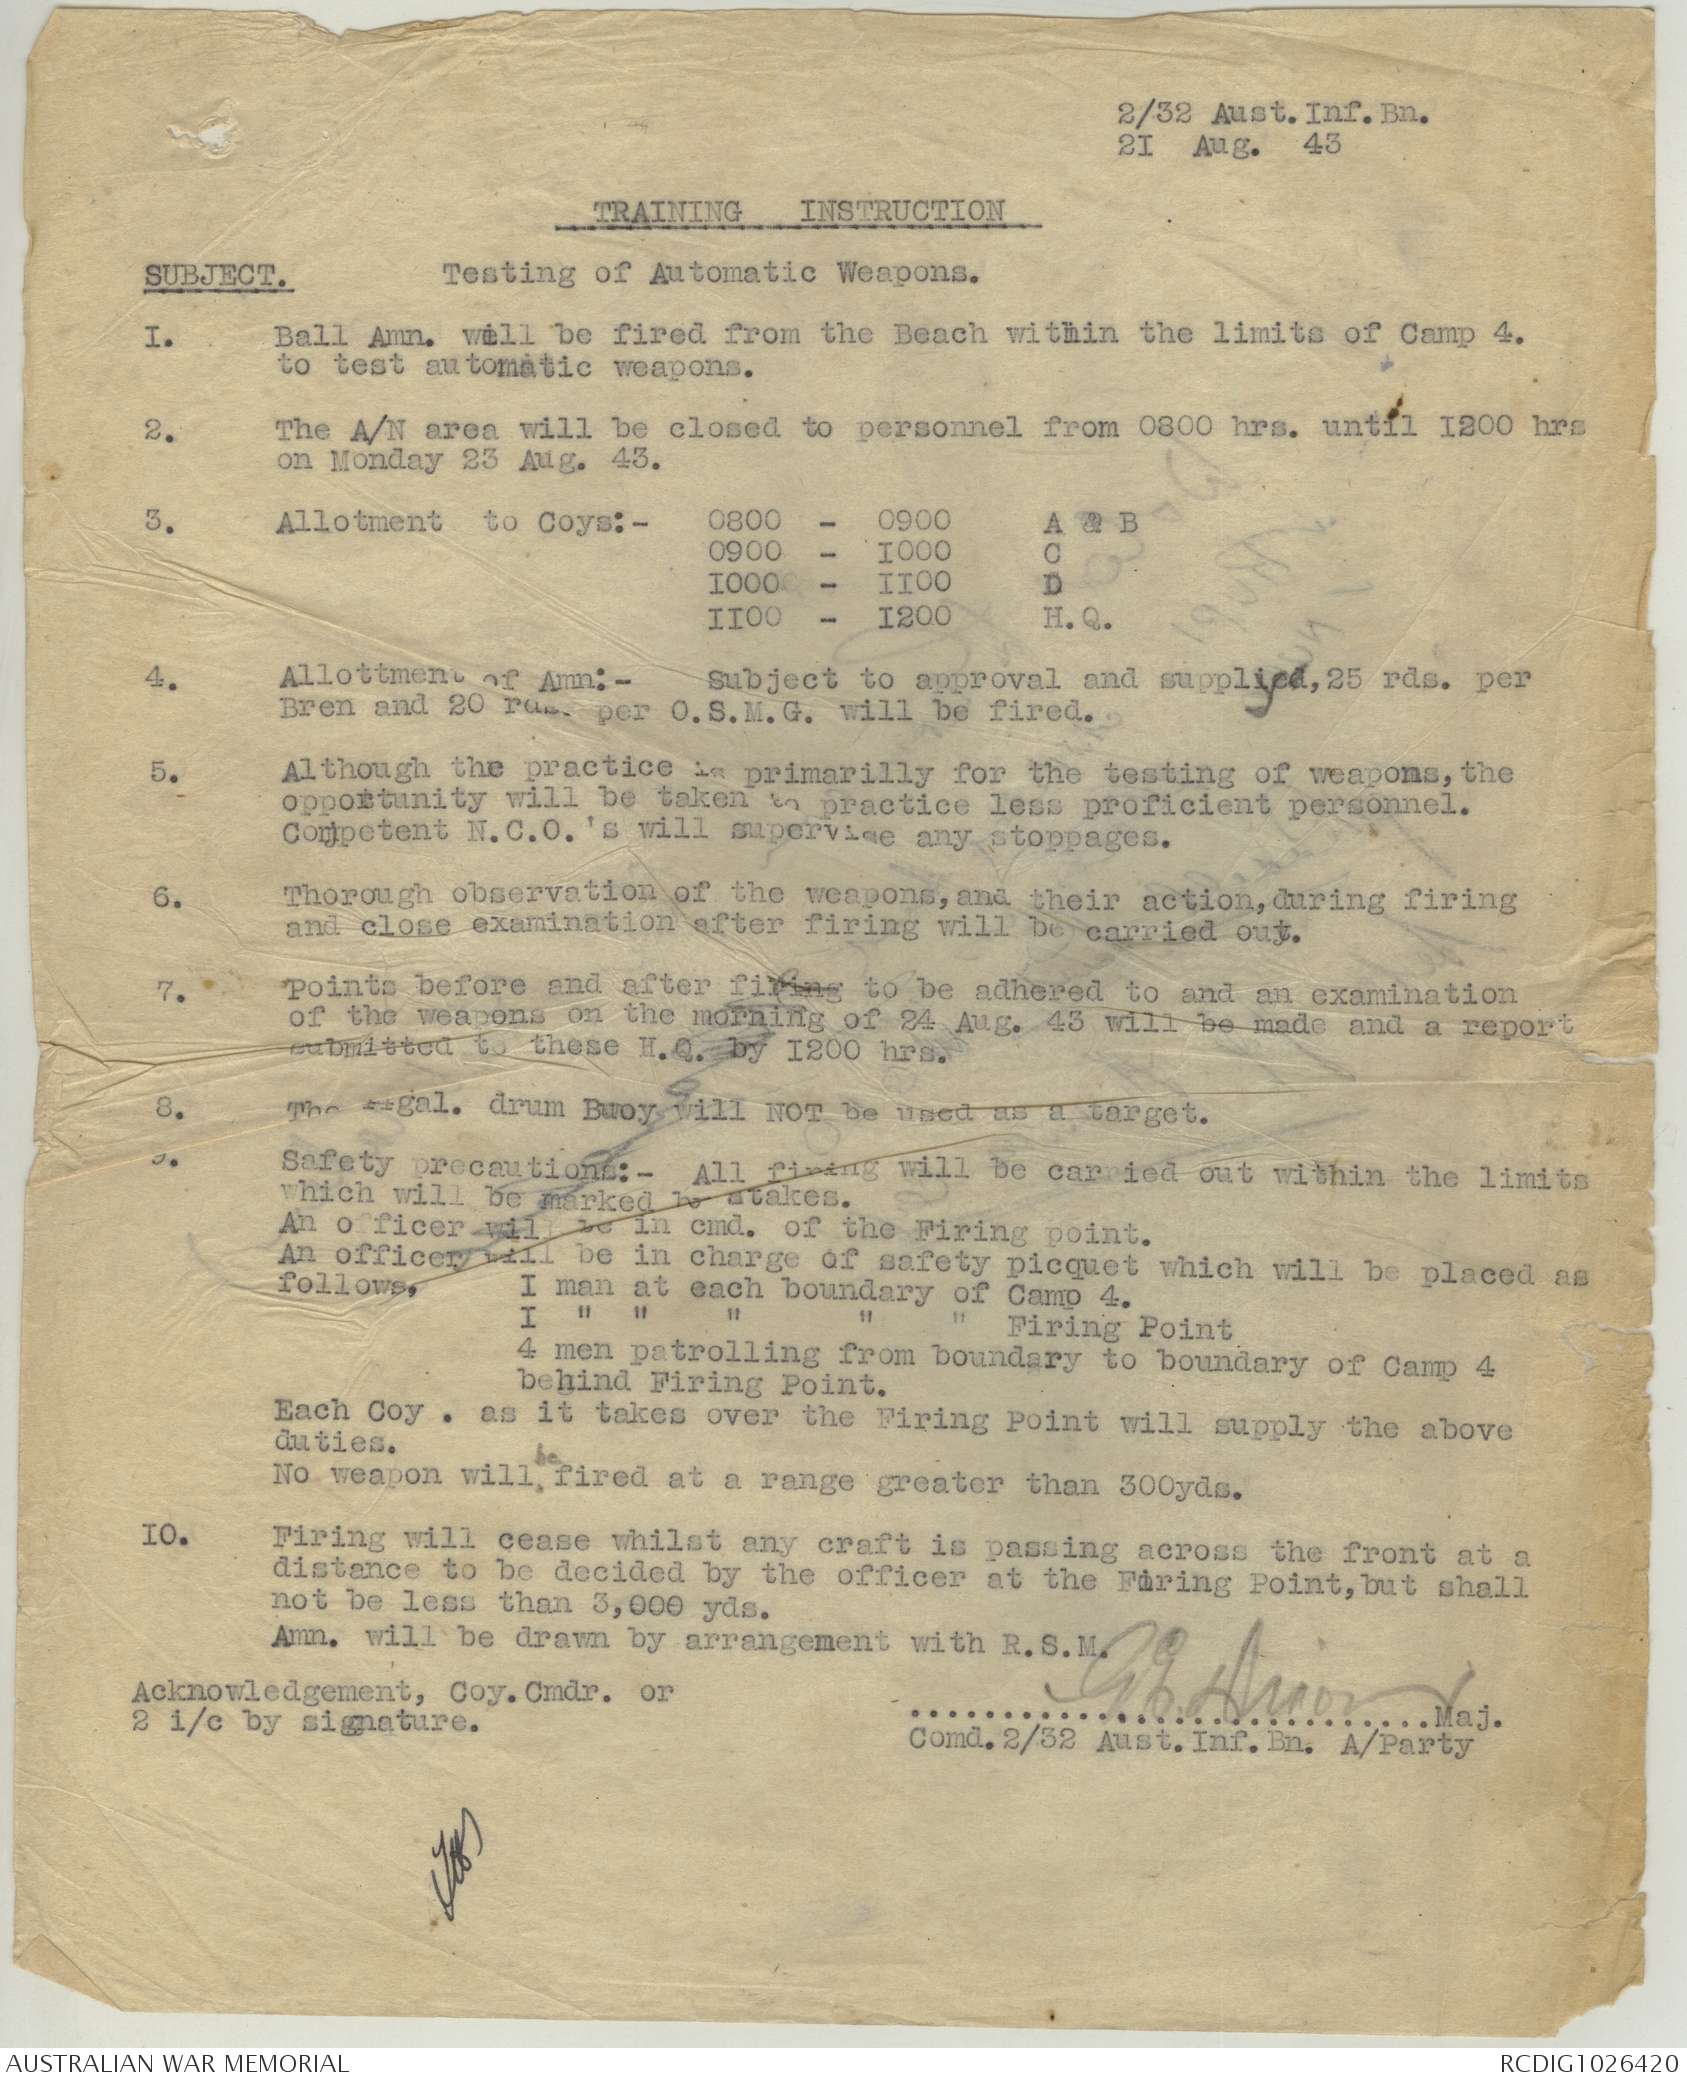 2/32 Aust.Inf.Bn.
2I Aug. 43
TRAINING INSTRUCTION
SUBJECT. Testing of Automatic Weapons.
I. Ball Amn. will be fired from the Beach within the limits of Camp 4.
to test automatic weapons.
2. The A/N area will be closed to personnel from 0800 hrs. until I200 hrs
on Monday 23 Aug. 43.
3. Allotment to Coys:- 0800 - 0900 A & B
0900 - I000 C
I000 - II00 D
II00 - I200 H.Q.
4. Allottment of Amn:- Subject to approval and supply,25 rds. per
Bren and 20 rds. per O.S.M.G. will be fired.
5. Although the practice is primarilly for the testing of weapons,the
opportunity will be taken to practice less proficient personnel.
Competent N.C.O.'s will supervise any stoppages.
6. Thorough observation of the weapons,and their action,during firing
and close examination after firing will be carried out.
7. Points before and after firing to be adhered to and an examination
of the weapons on the morning of 24 Aug. 43 will be made and a report
submitted to these H.Q. by I200 hrs.
8. The gal. drum Buoy will NOT be used as a target.
9. Safety precautions:- All firing will be carried out within the limits
which will be marked by stakes.
An officer will be in cmd. of the Firing point.
An officer will be in charge of safety picquet which will be placed as
follows, I man at each boundary of Camp 4.
I " " " " " Firing Point
4 men patrolling from boundary to boundary of Camp 4
behind Firing Point.
Each Coy . as it takes over the Firing Point will supply the above
duties.
No weapon will be fired at a range greater than 300yds.
IO. Firing will cease whilst any craft is passing across the front at a
distance to be decided by the officer at the Firing Point,but shall
not be less than 3,000 yds.
Amn. will be drawn by arrangement with R.S.M.
Acknowledgement, Coy.Cmdr. or
2 i/c by signature.
..............................Maj.
Comd.2/32 Aust.Inf.Bn. A/Party
AUSTRALIAN WAR MEMORIAL RCDIG1026420